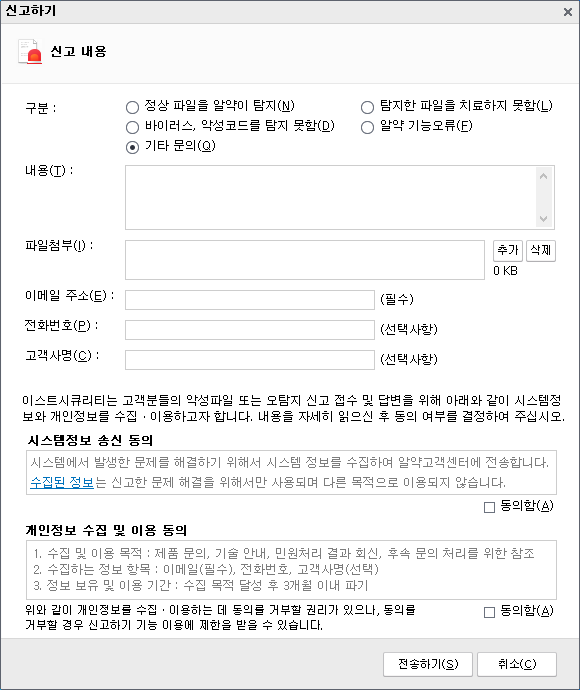 신고하기
신고 내용
구분 :
정상 파일을 알약이 탐지(N)
탐지한 파일을 치료하지 못함(L)
바이러스, 악성코드를 탐지 못함(D)
알약 기능오류(F)
기타 문의(Q)
내용(T) :
파일첨부(I) :
추가
삭제
0 KB
이메일 주소(E) :
(필수)
전화번호(P) :
(선택사항)
고객사명(C) :
(선택사항)
이스트시큐리티는 고객분들의 악성파일 또는 오탐지 신고 접수 및 답변을 위해 아래와 같이 시스템정
보와 개인정보를 수집ㆍ이용하고자 합니다. 내용을 자세히 읽으신 후 동의 여부를 결정하여 주십시오.
시스템정보 송신 동의
시스템에서 발생한 문제를 해결하기 위해서 시스템 정보를 수집하여 알약고객센터에 전송합니다.
수집된 정보는 신고한 문제 해결을 위해서만 사용되며 다른 목적으로 이용되지 않습니다.
동의함(A)
개인정보 수집 및 이용 동의
1. 수집 및 이용 목적 : 제품 문의, 기술 안내, 민원처리 결과 회신, 후속 문의 처리를 위한 참조
2. 수집하는 정보 항목 : 이메일(필수), 전화번호, 고객사명(선택)
3. 정보 보유 및 이용 기간 : 수집 목적 달성 후 3개월 이내 파기
위와 같이 개인정보를 수집ㆍ이용하는 데 동의를 거부할 권리가 있으나, 동의를
거부할 경우 신고하기 기능 이용에 제한을 받을 수 있습니다.
동의함(A)
전송하기(S)
취소(C)